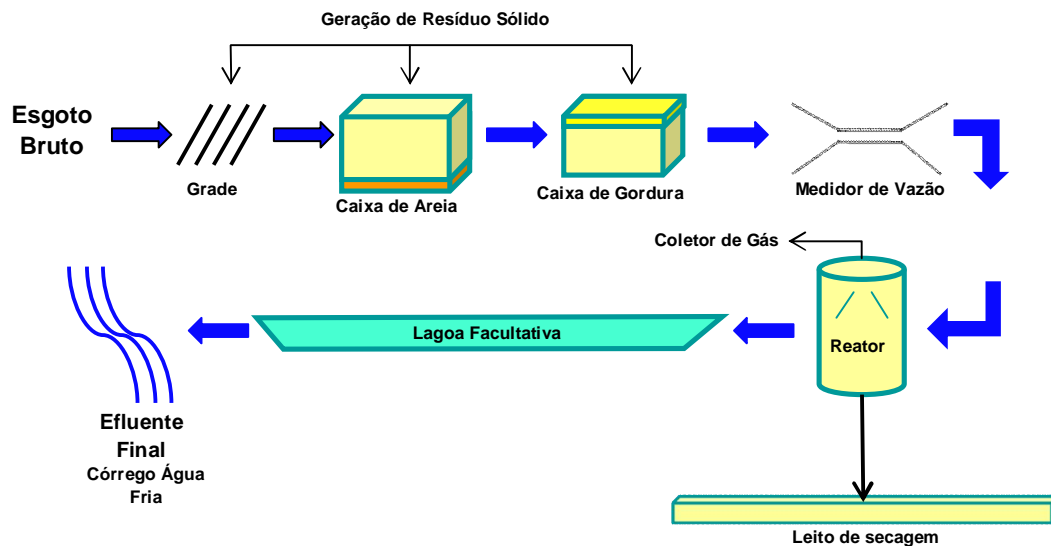 Geração de Resíduo Sólido
Esgoto
Bruto
Grade
Caixa de Areia
Caixa de Gordura
Medidor de Vazão
Coletor de Gás
Lagoa Facultativa
Reator
Efluente
Final
Córrego Água
Fria
Leito de secagem